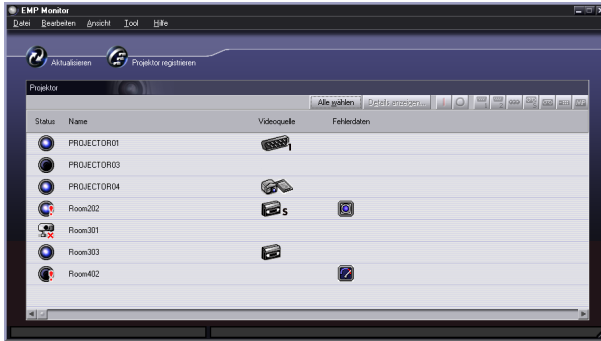 EMP Monitor
Datei Bearbeiten Ansicht Tool Hilfe
Aktualisieren Projektor registrieren
Projektor
Alle wählen Details anzeigen...
Status Name Videoquelle Fehlerdaten
PROJECTOR01 1
PROJECTOR03
PROJECTOR04
Room202 S
Room301
Room303
Room402